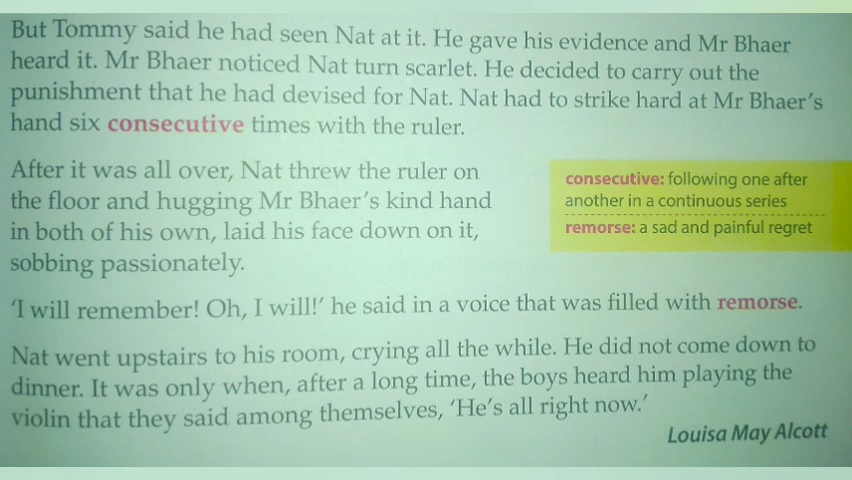 But Tommy said he had seen Nat at it. He gave his evidence and Mr Bhaer
heard it. Mr Bhaer noticed Nat turn scarlet. He decided to carry out the
punishment that he had devised for Nat. Nat had to strike hard at Mr Bhaer's
hand six consecutive times with the ruler.
After it was all over, Nat threw the ruler on
the floor and hugging Mr Bhaer's kind hand
in both of his own, laid his face down on it,
sobbing passionately.
consecutive: following one after
another in a continuous series
remorse: a sad and painful regret
'I will remember! Oh, I will!' he said in a voice that was filled with remorse.
Nat went upstairs to his room, crying all the while. He did not come down to
dinner. It was only when, after a long time, the boys heard him playing the
violin that they said among themselves, 'He's all right now.'
Louisa May Alcott